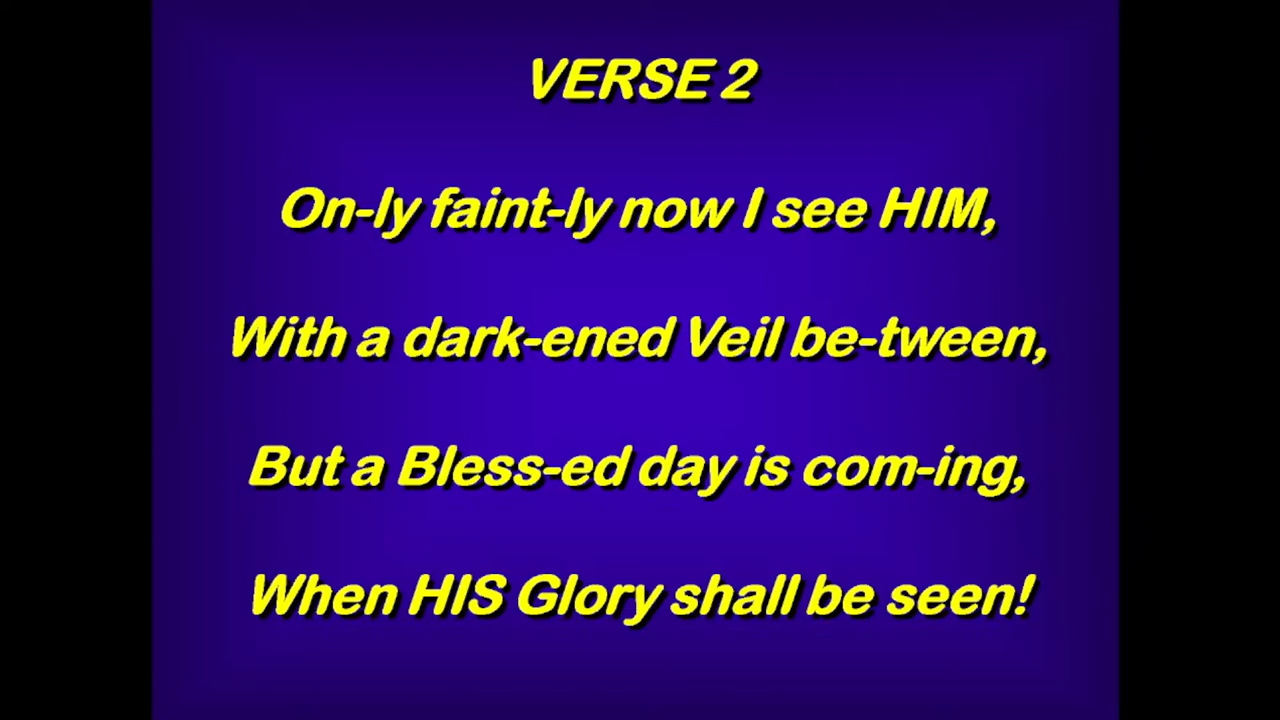 VERSE 2
On-ly faint-ly now I see HIM,
With a dark-ened Veil be-tween,
But a Bless-ed day is com-ing,
When HIS Glory shall be seen!